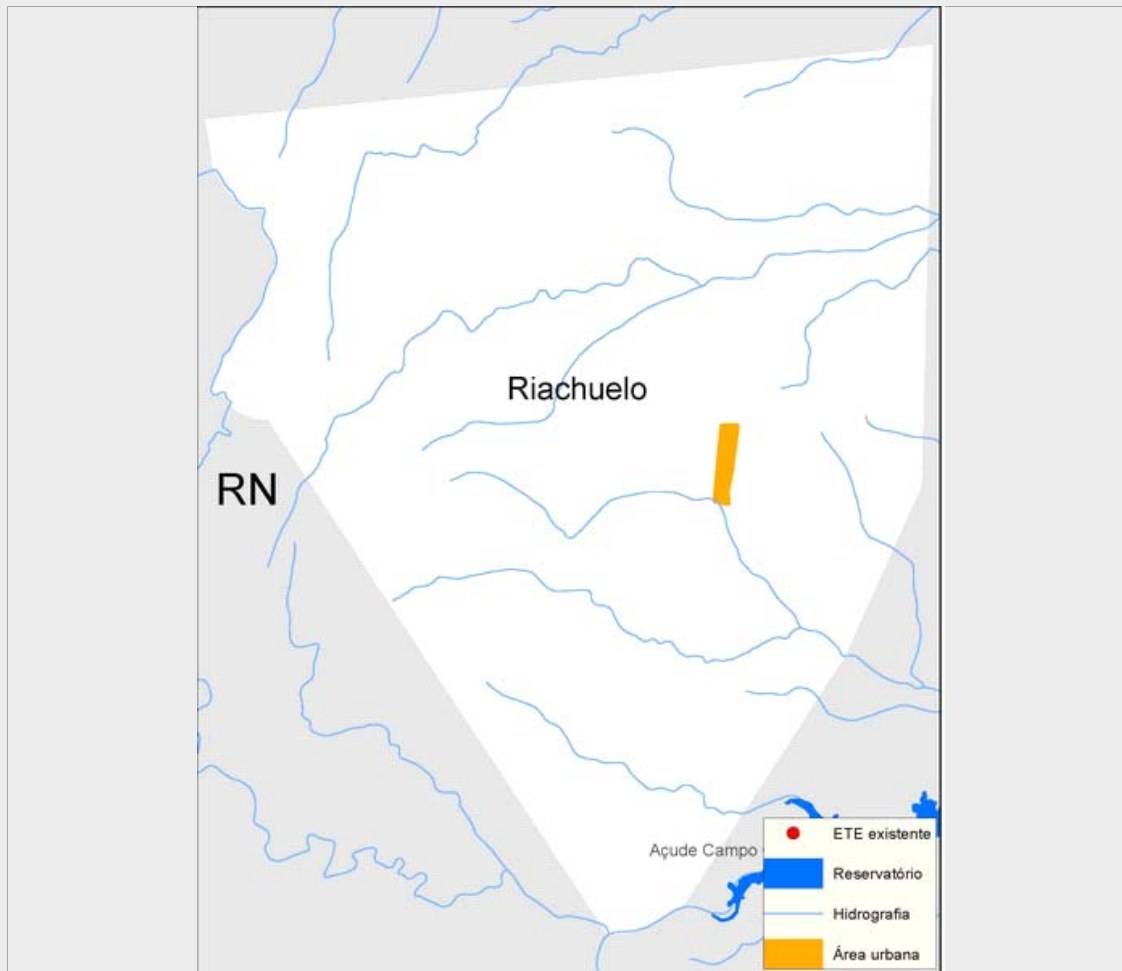 Riachuelo
RN
Açude Campo
ETE existente
Reservatório
Hidrografia
Área urbana